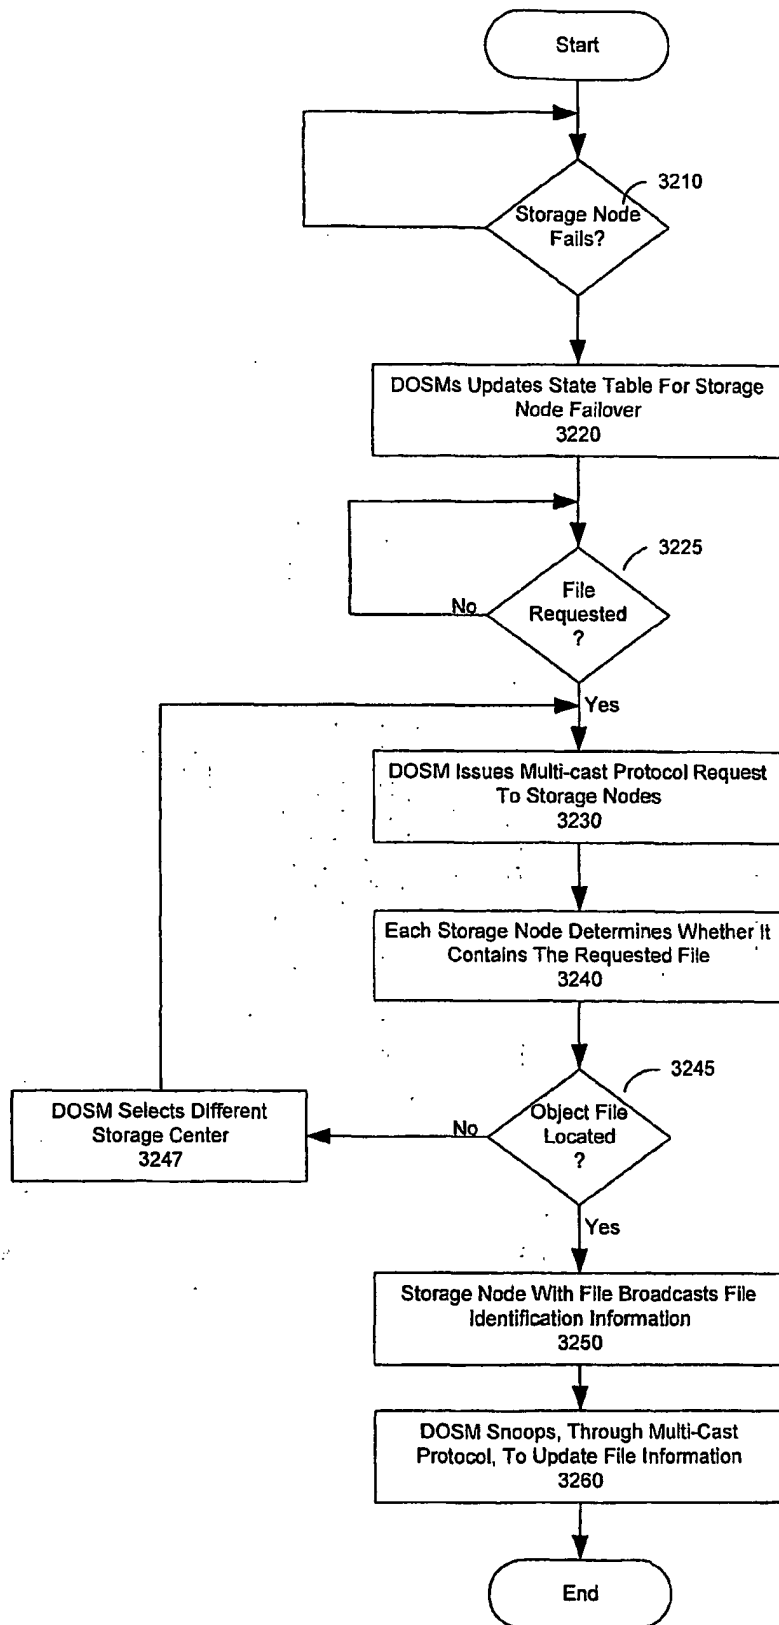 Start
3210
Storage Node
Fails?
DOSMs Updates State Table For Storage
Node Failover
3220
3225
File
Requested
?
No
Yes
DOSM Issues Multi-cast Protocol Request
To Storage Nodes
3230
Each Storage Node Determines Whether It
Contains The Requested File
3240
3245
Object File
Located
?
No
DOSM Selects Different
Storage Center
3247
Yes
Storage Node With File Broadcasts File
Identification Information
3250
DOSM Snoops, Through Multi-Cast
Protocol, To Update File Information
3260
End